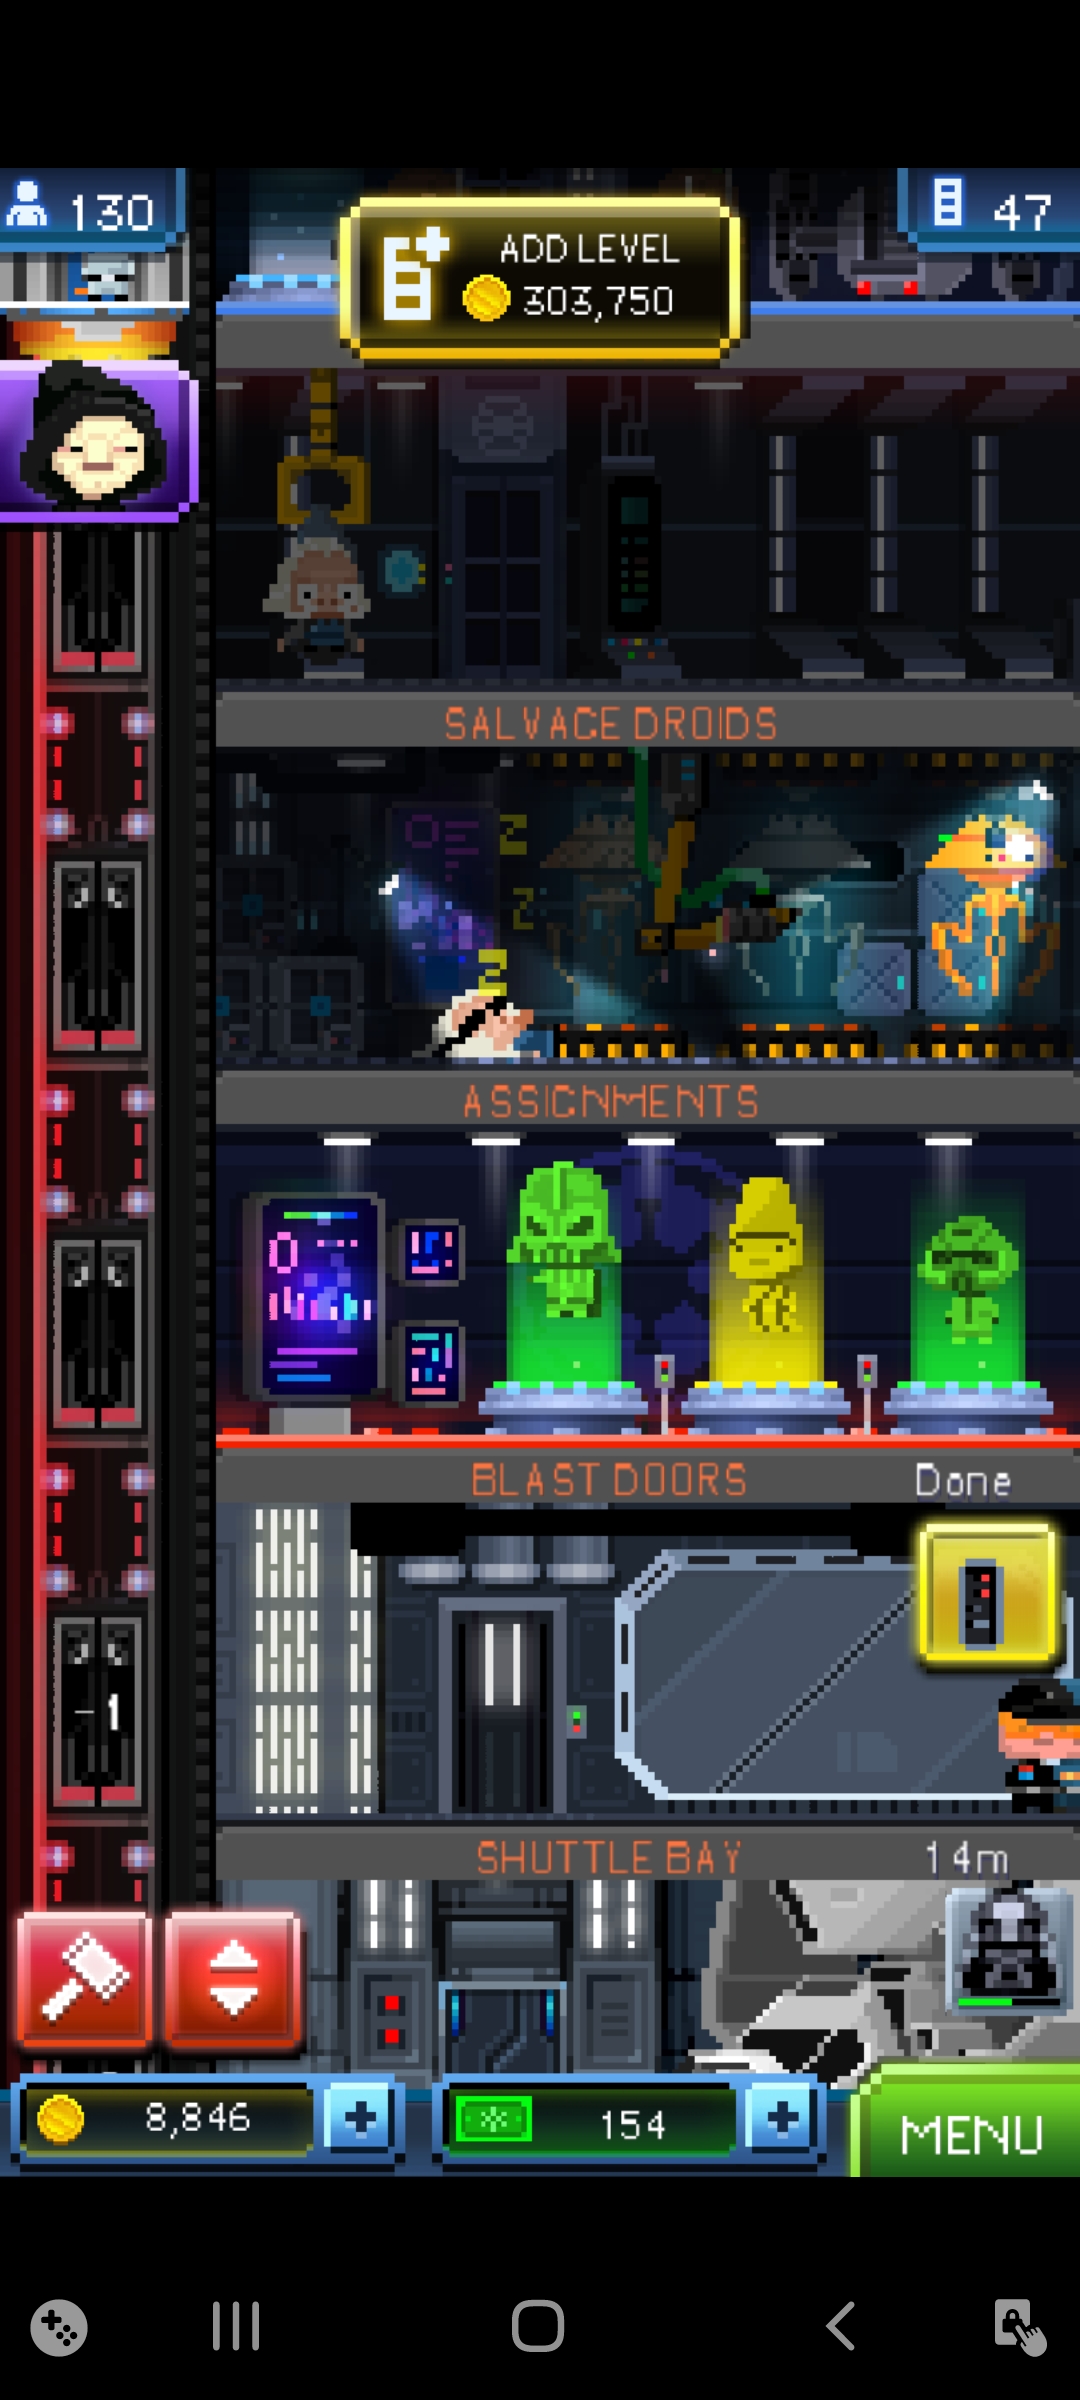 130
47
ADD LEVEL
303,750
SALVAGE DROIDS
Z
Z
Z
ASSIGNMENTS
BLAST DOORS Done
-1
SHUTTLE BAY 14m
8,846
154
MENU